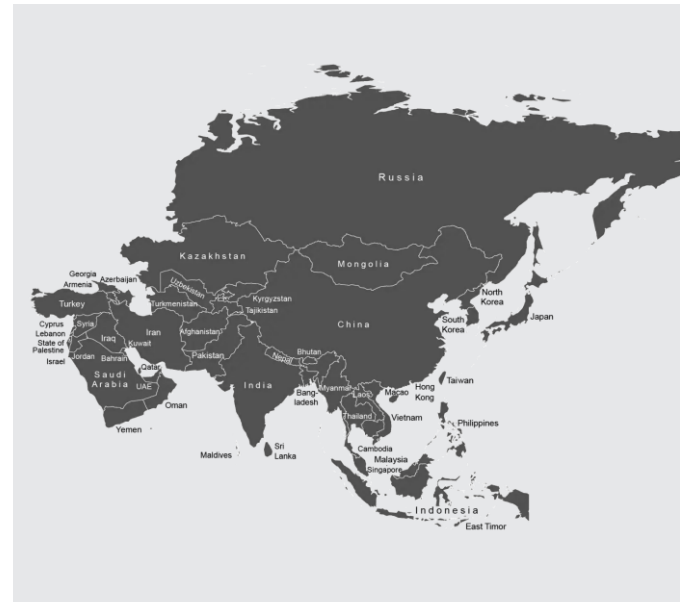 Russia
Kazakhstan
Mongolia
Georgia
Armenia
Azerbaijan
Uzbekistan
Turkmenistan
Kyrgyzstan
Tajikistan
Turkey
North
Korea
South
Korea
Japan
China
Cyprus
Lebanon
State of
Palestine
Israel
Syria
Iraq
Iran
Afghanistan
Jordan
Kuwait
Bahrain
Pakistan
Nepal
Bhutan
Saudi
Arabia
Qatar
UAE
India
Bang-
ladesh
Myanmar
Laos
Macao
Hong
Kong
Taiwan
Oman
Yemen
Thailand
Vietnam
Philippines
Maldives
Sri
Lanka
Cambodia
Malaysia
Singapore
Indonesia
East Timor